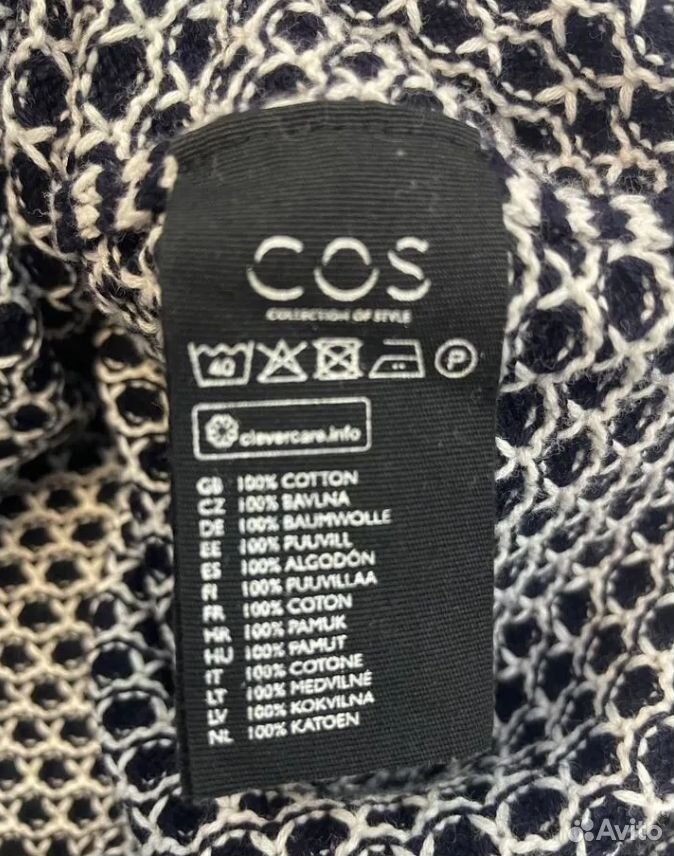 COS
COLLECTION OF STYLE
40 P
clevercare.info
GB 100% COTTON
CZ 100% BAVLNA
DE 100% BAUMWOLLE
EE 100% PUUVILL
ES 100% ALGODÓN
FI 100% PUUVILLAA
FR 100% COTON
HR 100% PAMUK
HU 100% PAMUT
IT 100% COTONE
LT 100% MEDVILNĖ
LV 100% KOKVILNA
NL 100% KATOEN
Avito